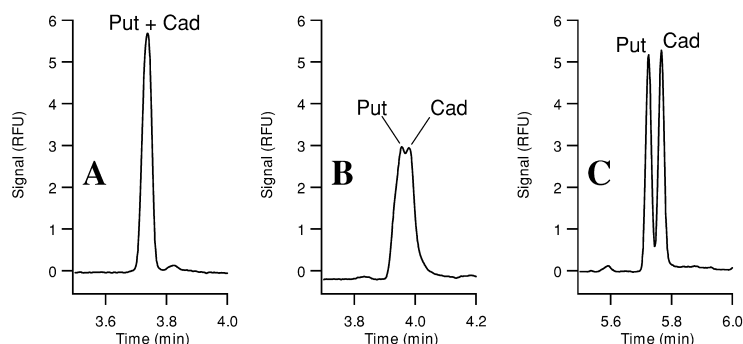 Put + Cad
6
5
4
3
2
1
0
Signal (RFU)
A
3.6 3.8 4.0
Time (min)
Put Cad
6
5
4
3
2
1
0
Signal (RFU)
B
3.8 4.0 4.2
Time (min)
Put Cad
6
5
4
3
2
1
0
Signal (RFU)
C
5.6 5.8 6.0
Time (min)